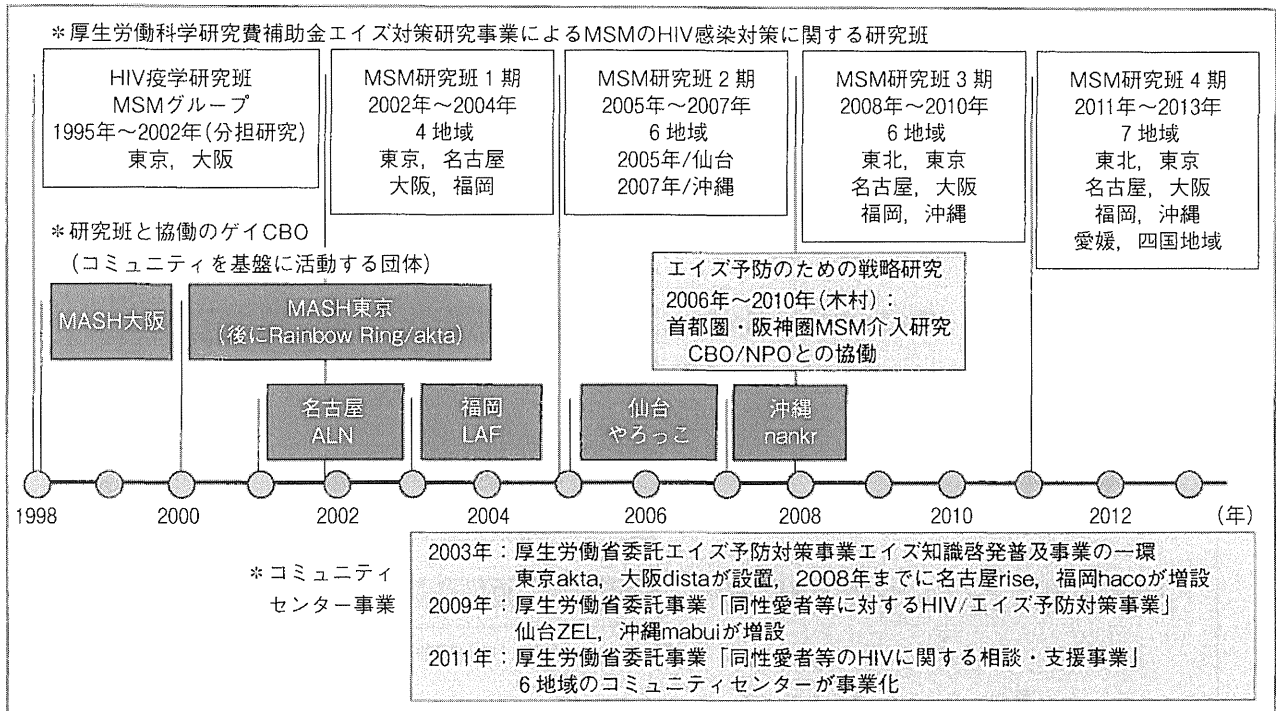 ＊厚生労働科学研究費補助金エイズ対策研究事業によるMSMのHIV感染対策に関する研究班
HIV疫学研究班
MSMグループ
1995年～2002年(分担研究)
東京，大阪
MSM研究班1期
2002年～2004年
4地域
東京，名古屋
大阪，福岡
MSM研究班2期
2005年～2007年
6地域
2005年/仙台
2007年/沖縄
MSM研究班3期
2008年～2010年
6地域
東北，東京
名古屋，大阪
福岡，沖縄
MSM研究班4期
2011年～2013年
7地域
東北，東京
名古屋，大阪
福岡，沖縄
愛媛，四国地域
＊研究班と協働のゲイCBO
（コミュニティを基盤に活動する団体）
MASH大阪
MASH東京
(後にRainbow Ring/akta)
エイズ予防のための戦略研究
2006年～2010年(木村)：
首都圏・阪神圏MSM介入研究
CBO/NPOとの協働
名古屋
ALN
福岡
LAF
仙台
やろっこ
沖縄
nankr
1998 2000 2002 2004 2006 2008 2010 2012 (年)
＊コミュニティ
センター事業
2003年：厚生労働省委託エイズ予防対策事業エイズ知識啓発普及事業の一環
東京akta，大阪distaが設置，2008年までに名古屋rise，福岡hacoが増設
2009年：厚生労働省委託事業「同性愛者等に対するHIV/エイズ予防対策事業」
仙台ZEL，沖縄mabuiが増設
2011年：厚生労働省委託事業「同性愛者等のHIVに関する相談・支援事業」
6地域のコミュニティセンターが事業化